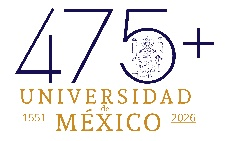 475+
UNIVERSIDAD
de
1551 MÉXICO 2026